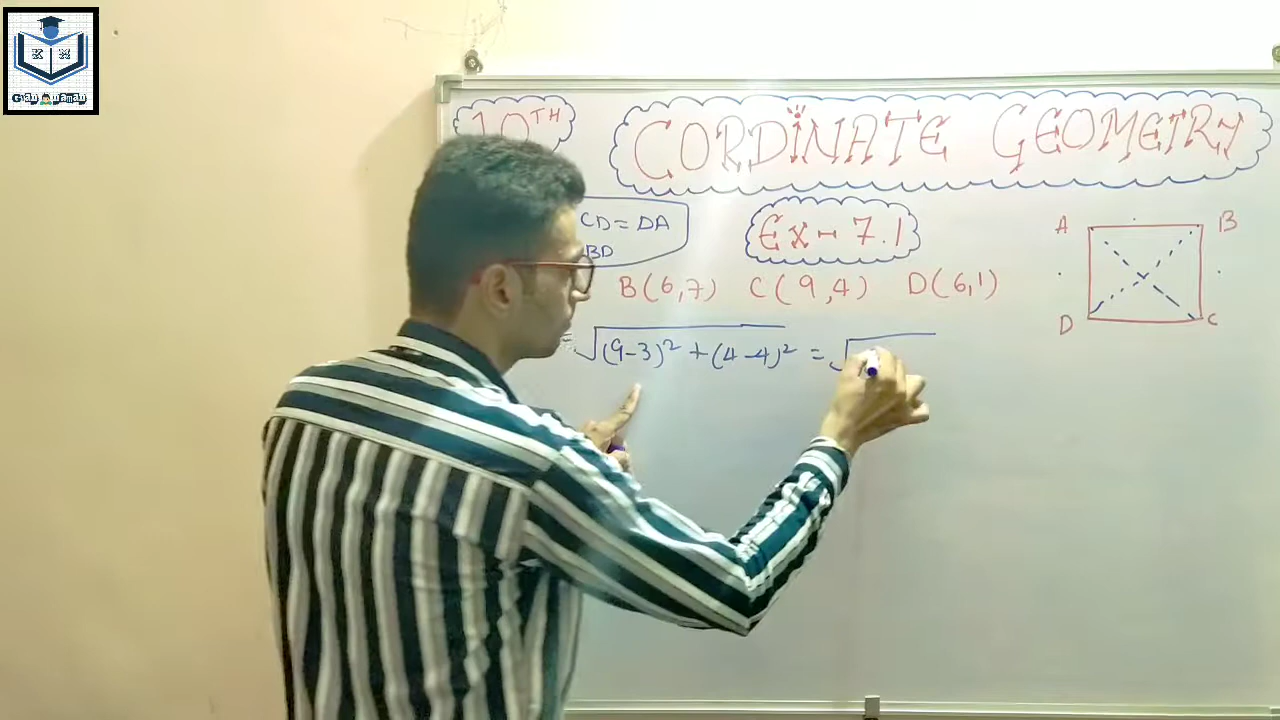 K H
10TH
CORDINATE GEOMETRY
CD = DA
BD
Ex - 7.1
B(6,7) C(9,4) D(6,1)
= √(9-3)² + (4-4)² = √
A B
D C